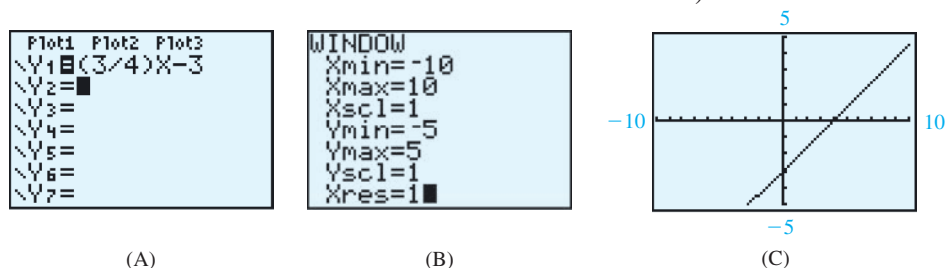 Plot1 Plot2 Plot3
\Y1=(3/4)X-3
\Y2=
\Y3=
\Y4=
\Y5=
\Y6=
\Y7=
WINDOW
Xmin=-10
Xmax=10
Xscl=1
Ymin=-5
Ymax=5
Yscl=1
Xres=1
5
-10
10
-5
(A)
(B)
(C)